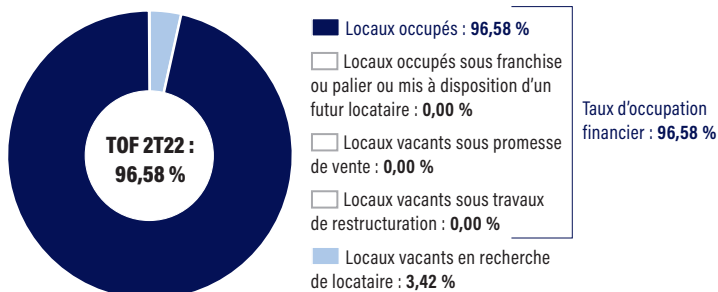 TOF 2T22 :
96,58 %
Locaux occupés : 96,58 %
Locaux occupés sous franchise
ou palier ou mis à disposition d'un
futur locataire : 0,00 %
Locaux vacants sous promesse
de vente : 0,00 %
Locaux vacants sous travaux
de restructuration : 0,00 %
Locaux vacants en recherche
de locataire : 3,42 %
Taux d'occupation
financier : 96,58 %